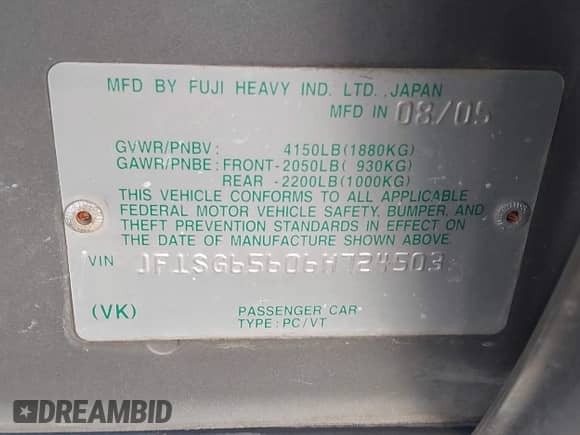 MFD BY FUJI HEAVY IND. LTD. JAPAN
MFD IN 08/05
GVWR/PNBV: 4150LB(1880KG)
GAWR/PNBE: FRONT-2050LB( 930KG)
REAR -2200LB(1000KG)
THIS VEHICLE CONFORMS TO ALL APPLICABLE
FEDERAL MOTOR VEHICLE SAFETY, BUMPER, AND
THEFT PREVENTION STANDARDS IN EFFECT ON
THE DATE OF MANUFACTURE SHOWN ABOVE.
VIN JF1SG65606H724503
(VK) PASSENGER CAR
TYPE: PC/VT
DREAMBID